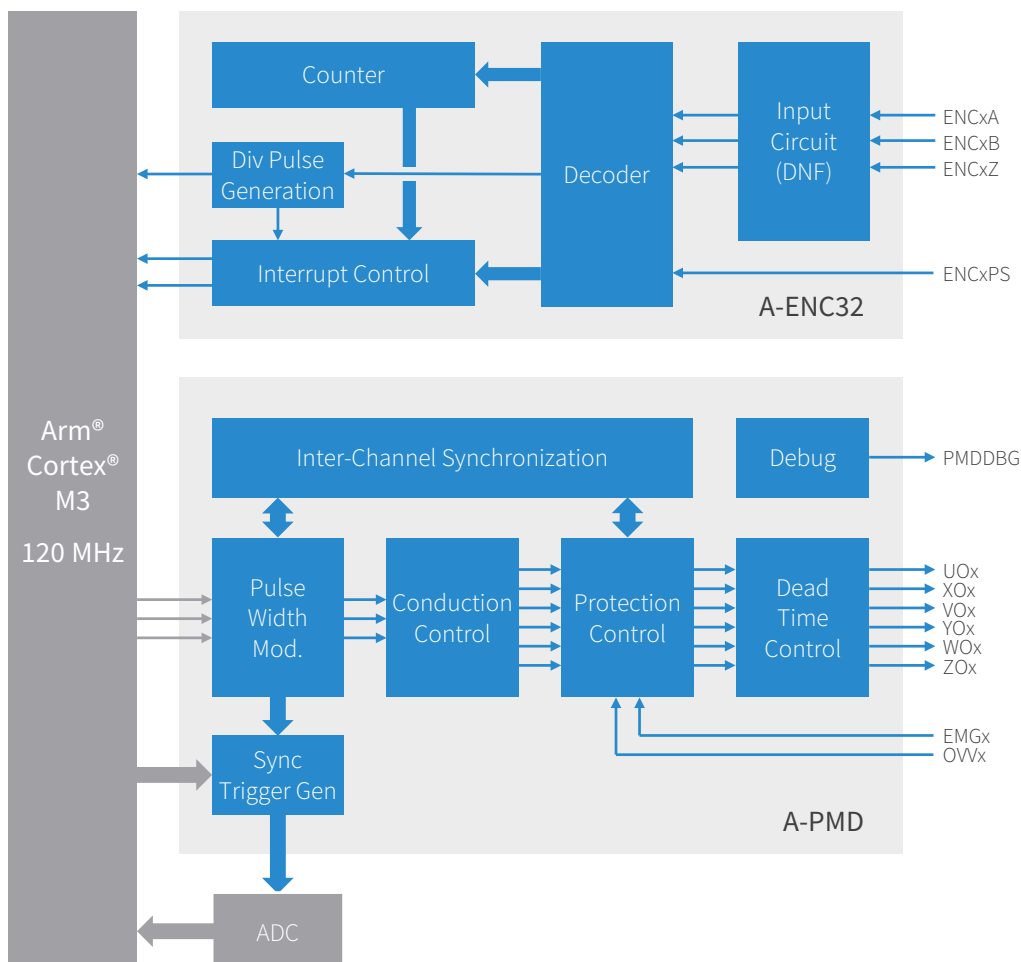 Counter
Div Pulse
Generation
Interrupt Control
Decoder
Input
Circuit
(DNF)
ENCxA
ENCxB
ENCxZ
ENCxPS
A-ENC32
Arm®
Cortex®
M3
120 MHz
Inter-Channel Synchronization
Debug
PMDDBG
Pulse
Width
Mod.
Conduction
Control
Protection
Control
Dead
Time
Control
UOx
XOx
VOx
YOx
WOx
ZOx
EMGx
OVVx
Sync
Trigger Gen
A-PMD
ADC